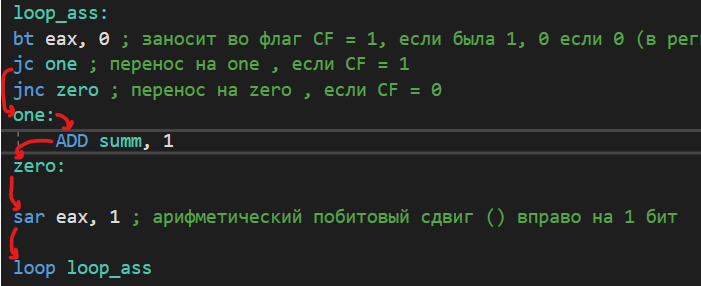 loop_ass:
bt eax, 0 ; заносит во флаг CF = 1, если была 1, 0 если 0 (в
jc one ; перенос на one , если CF = 1
jnc zero ; перенос на zero , если CF = 0
one:
ADD summ, 1
zero:
sar eax, 1 ; арифметический побитовый сдвиг () вправо на 1 бит
loop loop_ass